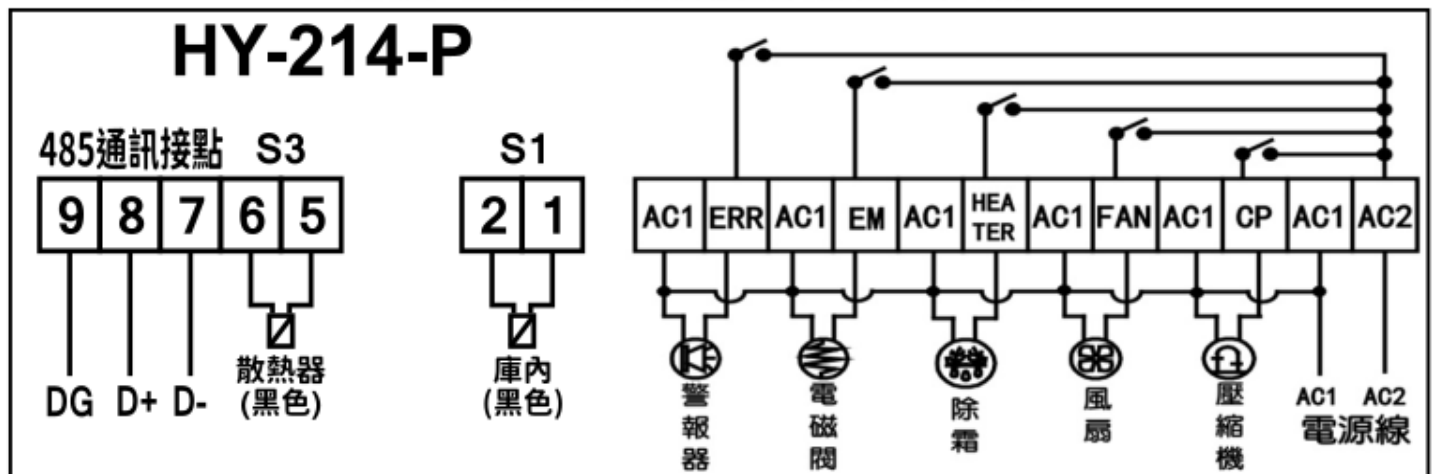 HY-214-P
485通訊接點 S3 S1
9 8 7 6 5 2 1 AC1 ERR AC1 EM AC1 HEA TER AC1 FAN AC1 CP AC1 AC2
散熱器
(黑色)
庫內
(黑色)
DG D+ D-
警報器
電磁閥
除霜
風扇
壓縮機
AC1 AC2
電源線